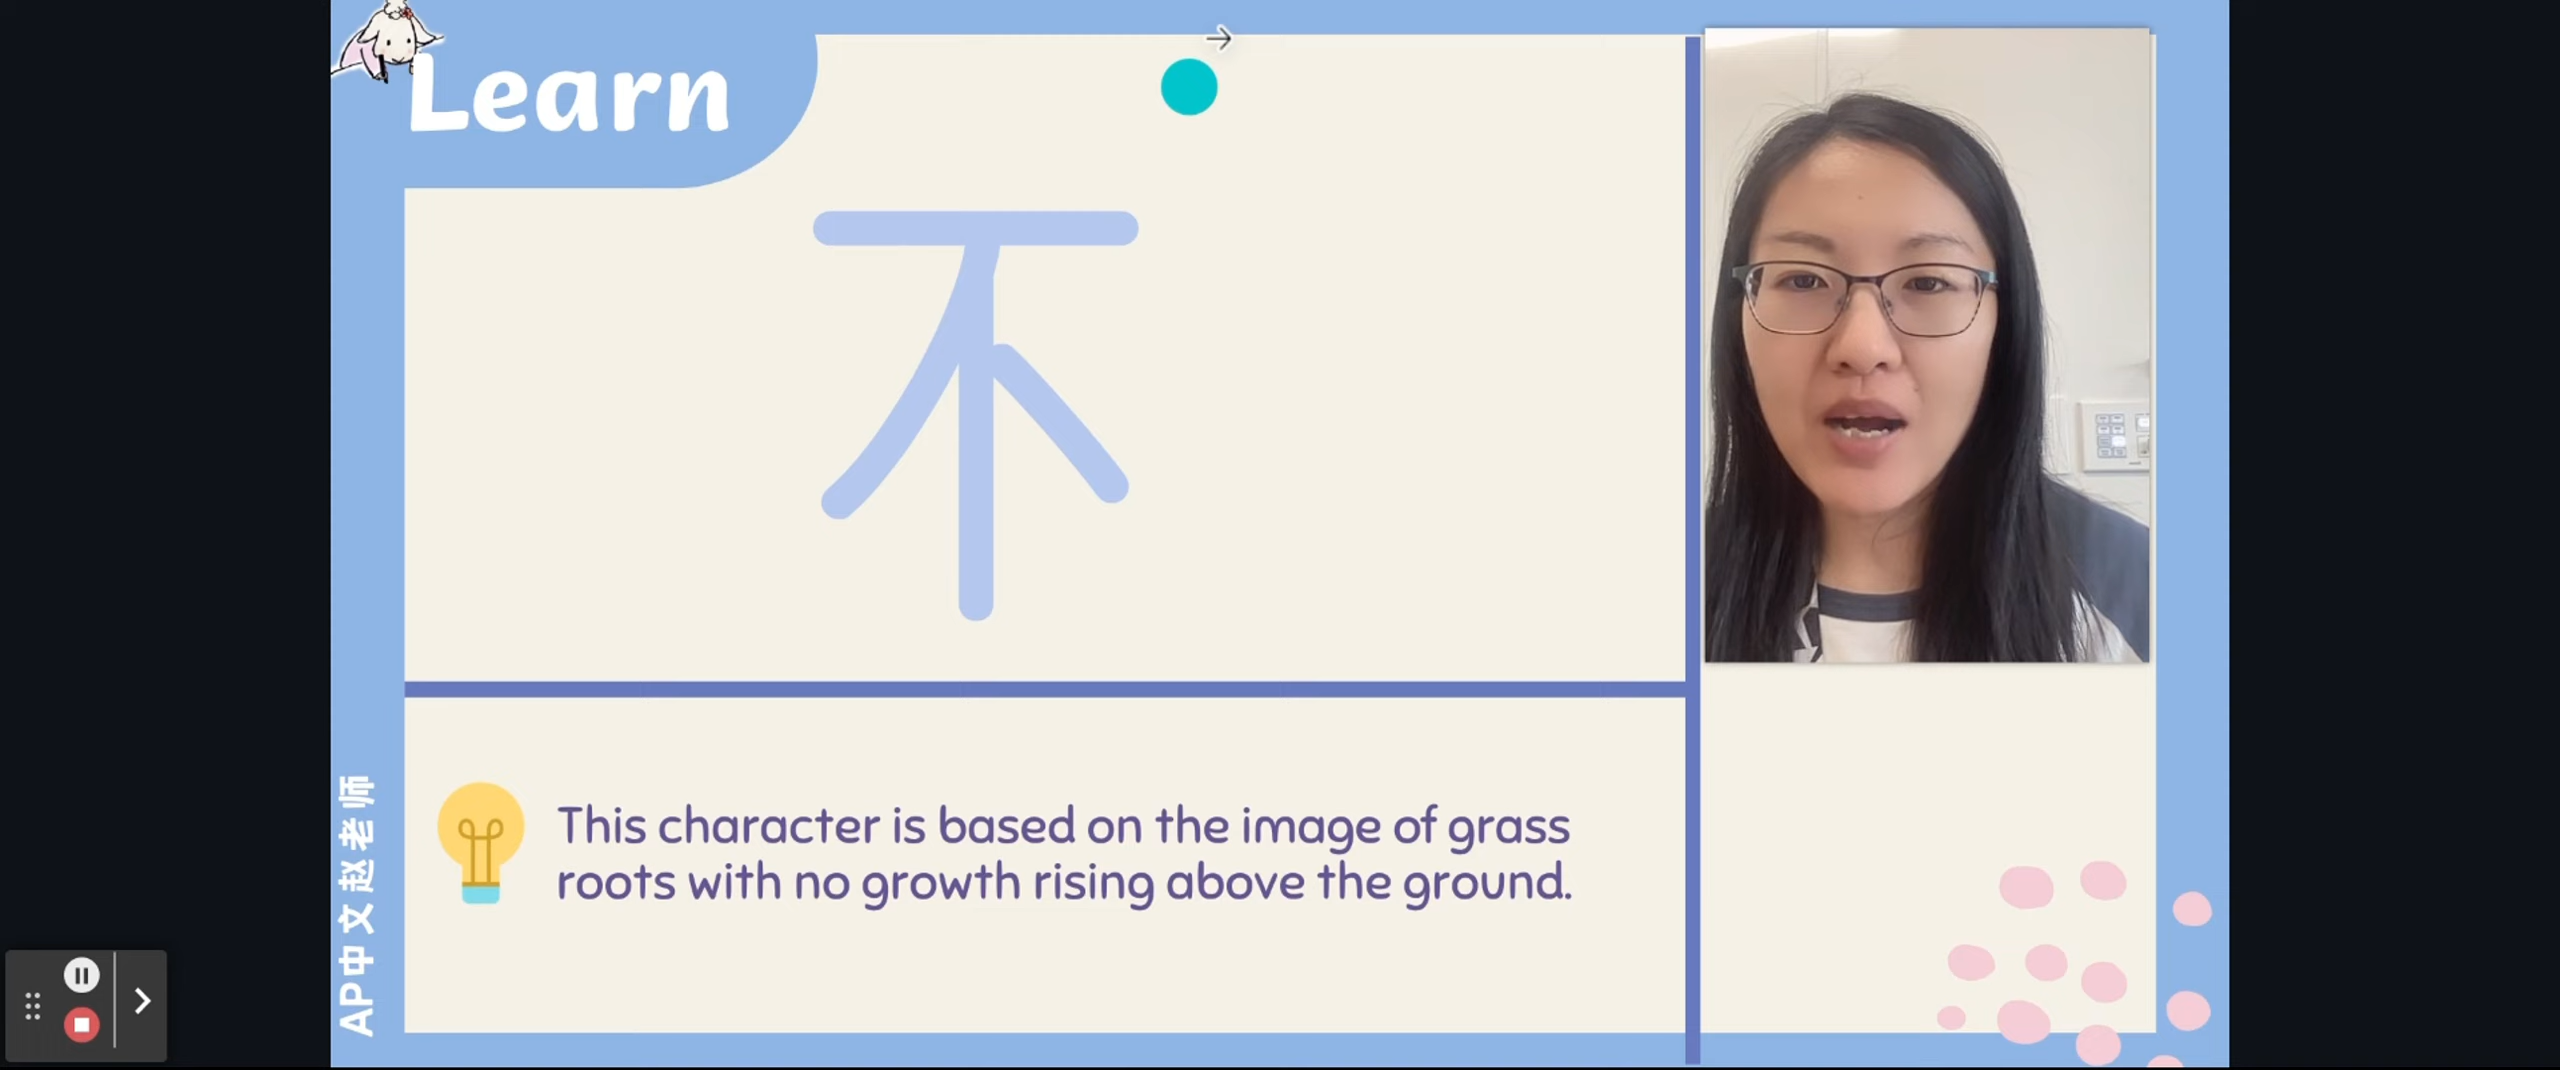 Learn
不
This character is based on the image of grass
roots with no growth rising above the ground.
AP中文赵老师